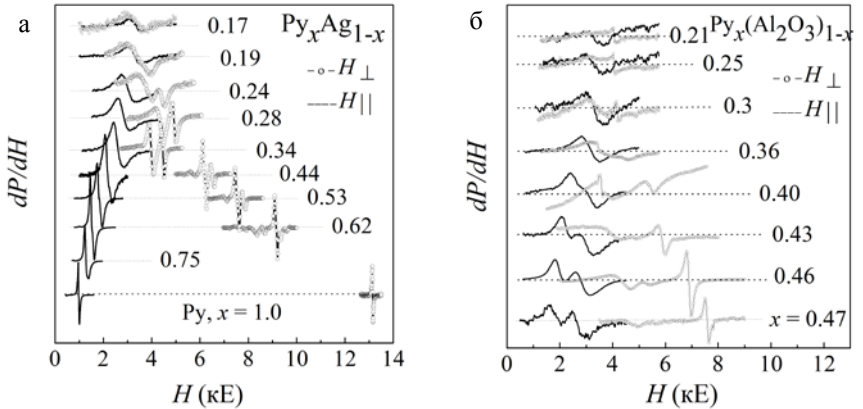 а
Py_xAg_{1-x}
--o-- H⊥
— H||
0.17
0.19
0.24
0.28
0.34
0.44
0.53
0.62
0.75
Py, x = 1.0
dP/dH
0 2 4 6 8 10 12 14
H (кЕ)
б
Py_x(Al_2O_3)_{1-x}
--o-- H⊥
— H||
0.21
0.25
0.3
0.36
0.40
0.43
0.46
x = 0.47
dP/dH
0 2 4 6 8 10 12
H (кЕ)